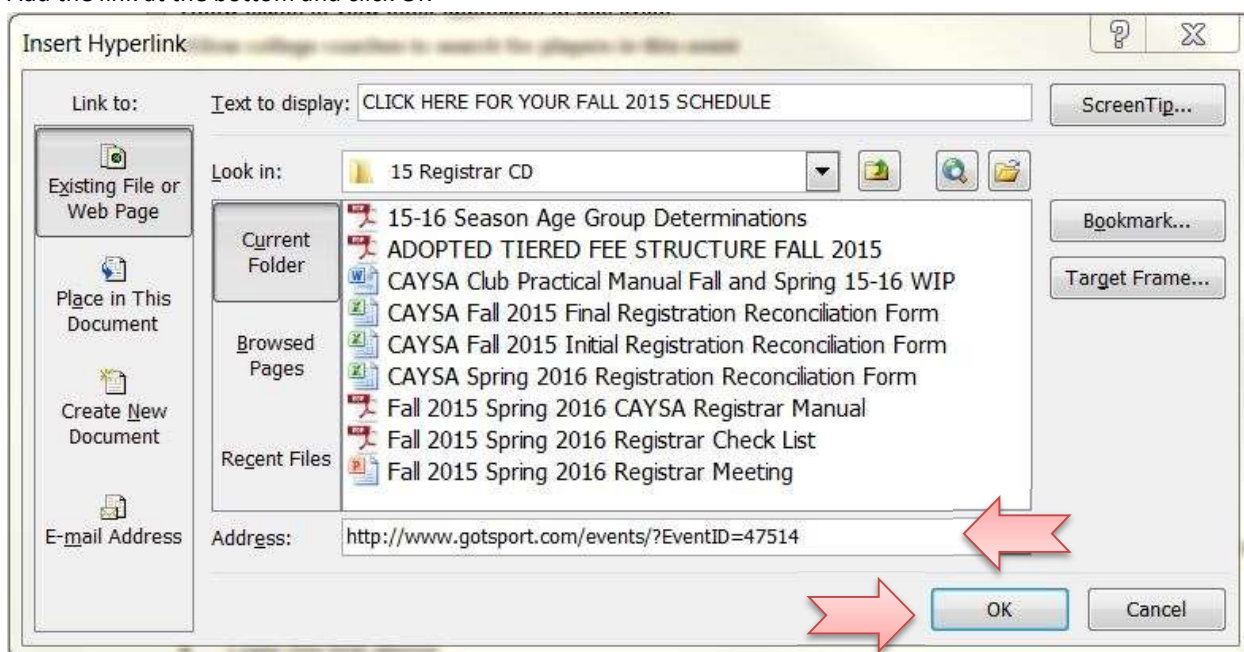 Add the link at the bottom and click OK
Insert Hyperlink
Link to:
Text to display: CLICK HERE FOR YOUR FALL 2015 SCHEDULE
ScreenTip...
Existing File or
Web Page
Look in: 15 Registrar CD
Current
Folder
15-16 Season Age Group Determinations
ADOPTED TIERED FEE STRUCTURE FALL 2015
CAYSA Club Practical Manual Fall and Spring 15-16 WIP
CAYSA Fall 2015 Final Registration Reconciliation Form
CAYSA Fall 2015 Initial Registration Reconciliation Form
CAYSA Spring 2016 Registration Reconciliation Form
Fall 2015 Spring 2016 CAYSA Registrar Manual
Fall 2015 Spring 2016 Registrar Check List
Fall 2015 Spring 2016 Registrar Meeting
Bookmark...
Target Frame...
Place in This
Document
Browsed
Pages
Create New
Document
Recent Files
E-mail Address
Address: http://www.gotsport.com/events/?EventID=47514
OK
Cancel